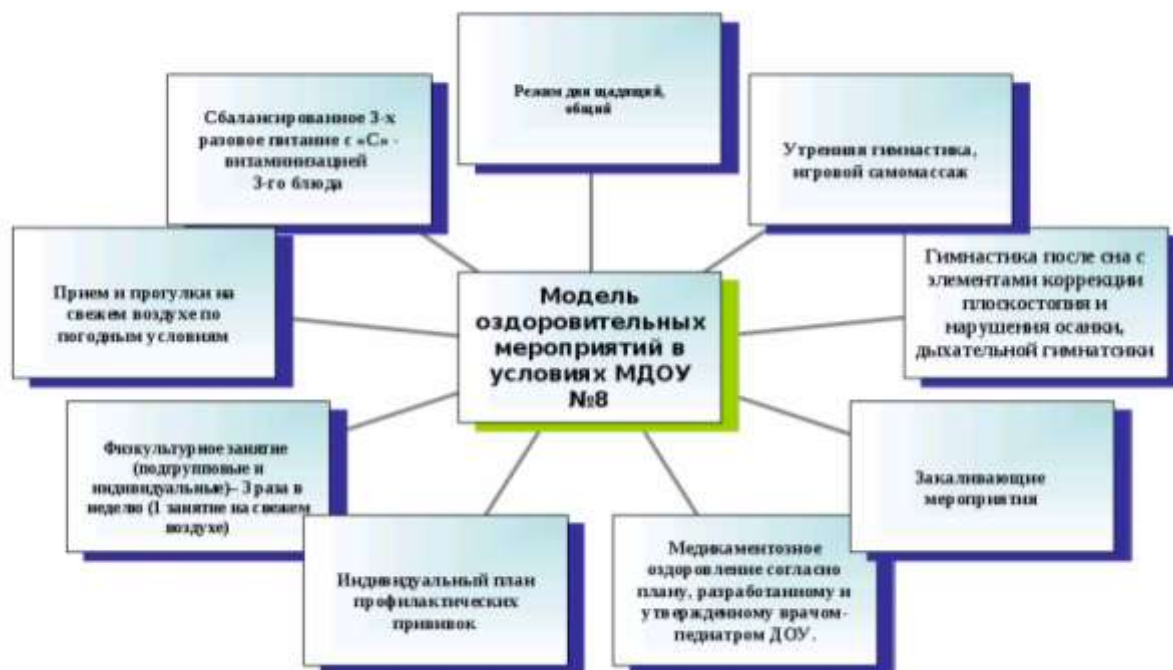 Режим дня щадящий,
общий
Сбалансированное 3-х
разовое питание с «С» -
витаминизацией
3-го блюда
Утренняя гимнастика,
игровой самомассаж
Прием и прогулки на
свежем воздухе по
погодным условиям
Модель
оздоровительных
мероприятий в
условиях МДОУ
№8
Гимнастика после сна с
элементами коррекции
плоскостопия и
нарушения осанки,
дыхательной гимнатсики
Физкультурное занятие
(подгрупповые и
индивидуальные)– 3 раза в
неделю (1 занятие на свежем
воздухе)
Закаливающие
мероприятия
Индивидуальный план
профилактических
прививок
Медикаментозное
оздоровление согласно
плану, разработанному и
утвержденному врачом-
педиатром ДОУ.